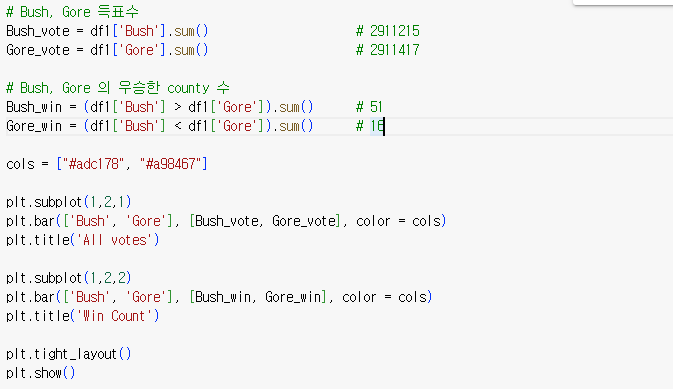 # Bush, Gore 득표수
Bush_vote = df1['Bush'].sum() # 2911215
Gore_vote = df1['Gore'].sum() # 2911417
# Bush, Gore 의 우승한 county 수
Bush_win = (df1['Bush'] > df1['Gore']).sum() # 51
Gore_win = (df1['Bush'] < df1['Gore']).sum() # 16
cols = ["#adc178", "#a98467"]
plt.subplot(1,2,1)
plt.bar(['Bush', 'Gore'], [Bush_vote, Gore_vote], color = cols)
plt.title('All votes')
plt.subplot(1,2,2)
plt.bar(['Bush', 'Gore'], [Bush_win, Gore_win], color = cols)
plt.title('Win Count')
plt.tight_layout()
plt.show()